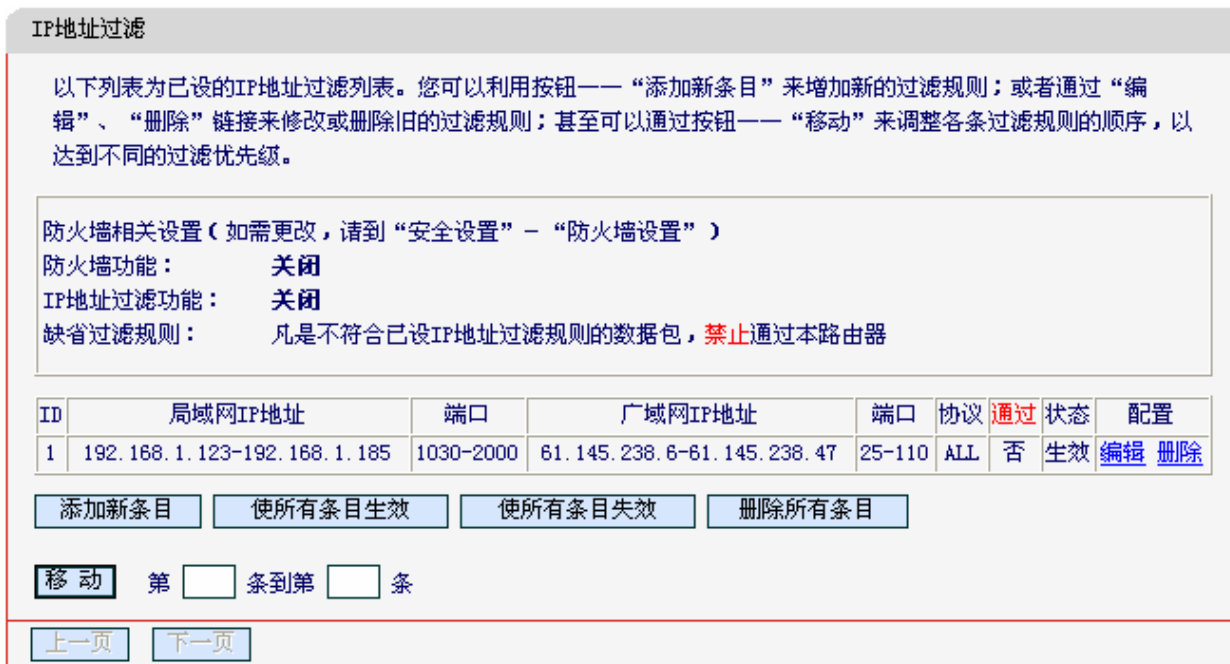 IP地址过滤
以下列表为已设的IP地址过滤列表。您可以利用按钮——“添加新条目”来增加新的过滤规则；或者通过“编
辑”、“删除”链接来修改或删除旧的过滤规则；甚至可以通过按钮——“移动”来调整各条过滤规则的顺序，以
达到不同的过滤优先级。
防火墙相关设置(如需更改，请到“安全设置”－“防火墙设置”)
防火墙功能： 关闭
IP地址过滤功能： 关闭
缺省过滤规则： 凡是不符合已设IP地址过滤规则的数据包，禁止通过本路由器
ID 局域网IP地址 端口 广域网IP地址 端口 协议 通过 状态 配置
1 192.168.1.123-192.168.1.185 1030-2000 61.145.238.6-61.145.238.47 25-110 ALL 否 生效 编辑 删除
添加新条目 使所有条目生效 使所有条目失效 删除所有条目
移 动 第 条到第 条
上一页 下一页